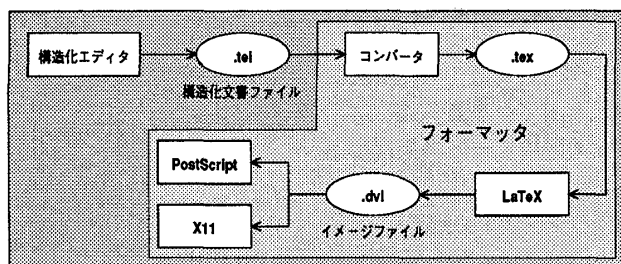 構造化エディタ
.tei
構造化文書ファイル
コンバータ
.tex
フォーマッタ
LaTeX
.dvi
イメージファイル
PostScript
X11